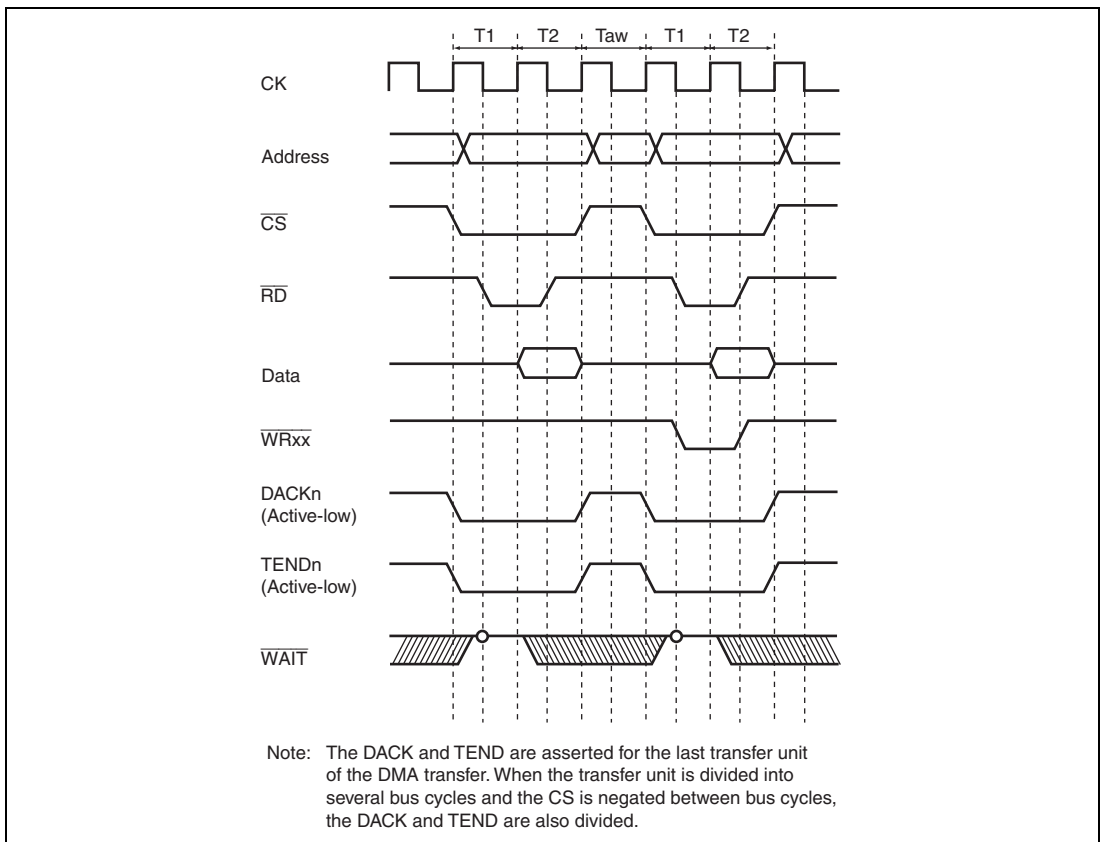 T1 T2 Taw T1 T2
CK
Address
CS
RD
Data
WRxx
DACKn
(Active-low)
TENDn
(Active-low)
WAIT
Note: The DACK and TEND are asserted for the last transfer unit
of the DMA transfer. When the transfer unit is divided into
several bus cycles and the CS is negated between bus cycles,
the DACK and TEND are also divided.